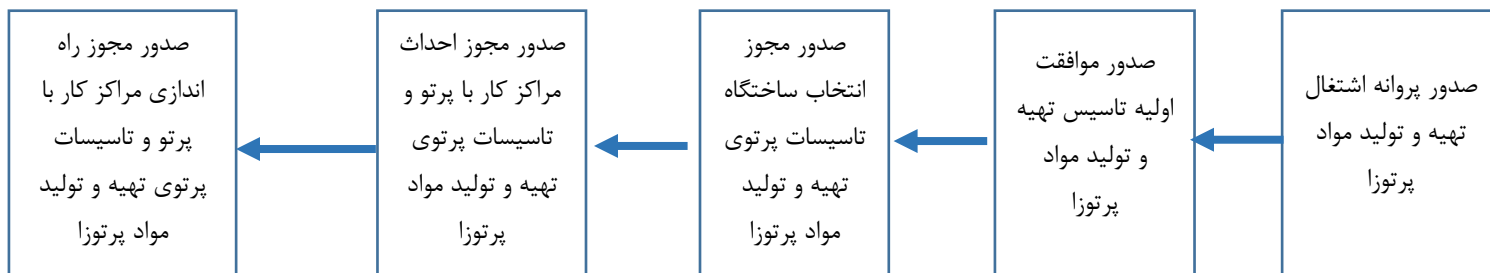 صدور پروانه اشتغال
تهیه و تولید مواد
پرتوزا
صدور موافقت
اولیه تاسیس تهیه
و تولید مواد
پرتوزا
صدور مجوز
انتخاب ساختگاه
تاسیسات پرتوی
تهیه و تولید
مواد پرتوزا
صدور مجوز احداث
مراکز کار با پرتو و
تاسیسات پرتوی
تهیه و تولید مواد
پرتوزا
صدور مجوز راه
اندازی مراکز کار با
پرتو و تاسیسات
پرتوی تهیه و تولید
مواد پرتوزا